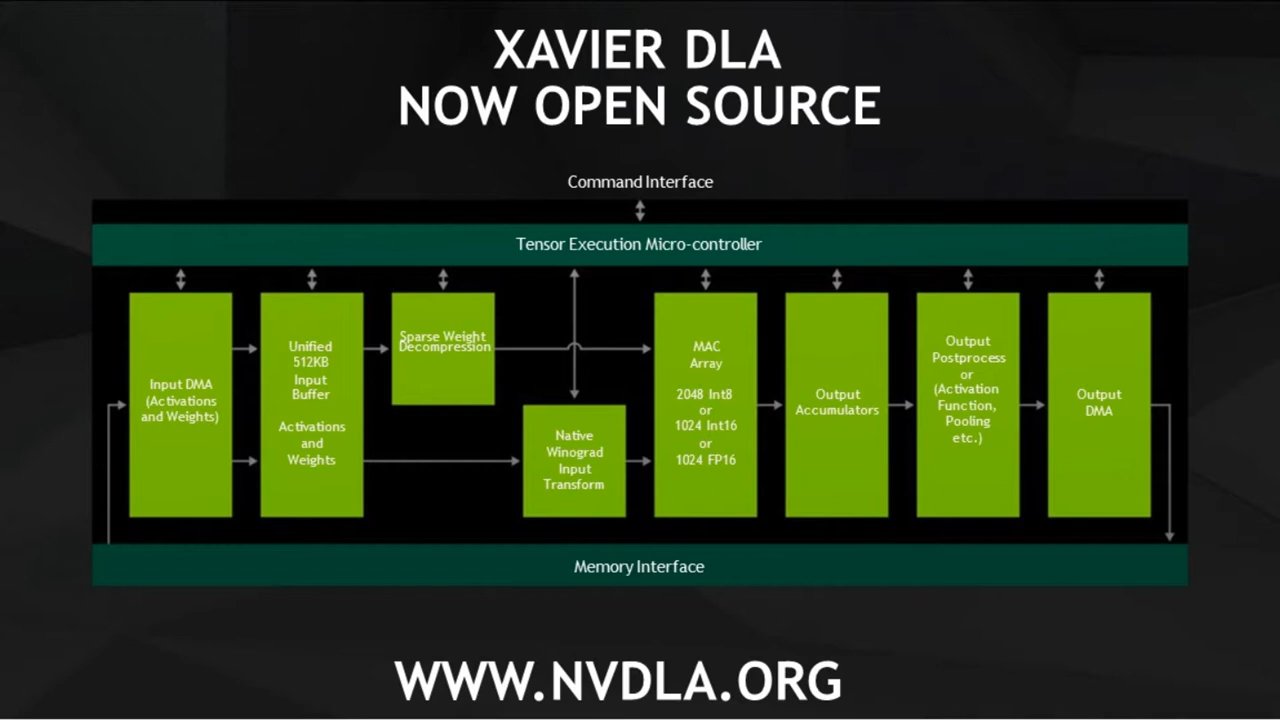 XAVIER DLA
NOW OPEN SOURCE
Command Interface
Tensor Execution Micro-controller
Input DMA
(Activations
and Weights)
Unified
512KB
Input
Buffer
Activations
and
Weights
Sparse Weight
Decompression
Native
Winograd
Input
Transform
MAC
Array
2048 Int8
or
1024 Int16
or
1024 FP16
Output
Accumulators
Output
Postprocess
or
(Activation
Function,
Pooling
etc.)
Output
DMA
Memory Interface
WWW.NVDLA.ORG